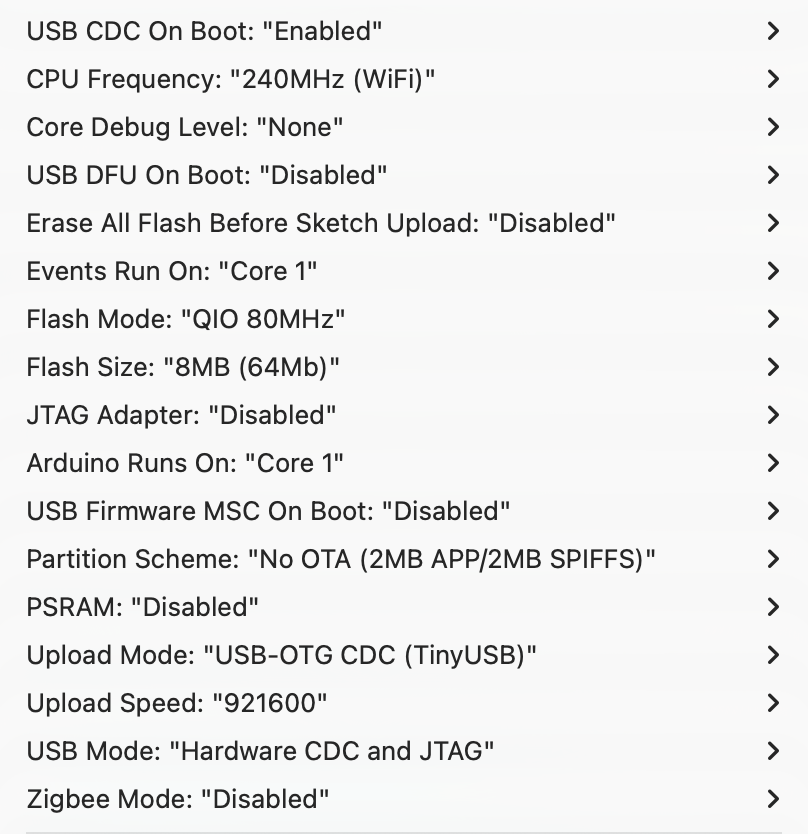 USB CDC On Boot: "Enabled"
CPU Frequency: "240MHz (WiFi)"
Core Debug Level: "None"
USB DFU On Boot: "Disabled"
Erase All Flash Before Sketch Upload: "Disabled"
Events Run On: "Core 1"
Flash Mode: "QIO 80MHz"
Flash Size: "8MB (64Mb)"
JTAG Adapter: "Disabled"
Arduino Runs On: "Core 1"
USB Firmware MSC On Boot: "Disabled"
Partition Scheme: "No OTA (2MB APP/2MB SPIFFS)"
PSRAM: "Disabled"
Upload Mode: "USB-OTG CDC (TinyUSB)"
Upload Speed: "921600"
USB Mode: "Hardware CDC and JTAG"
Zigbee Mode: "Disabled"